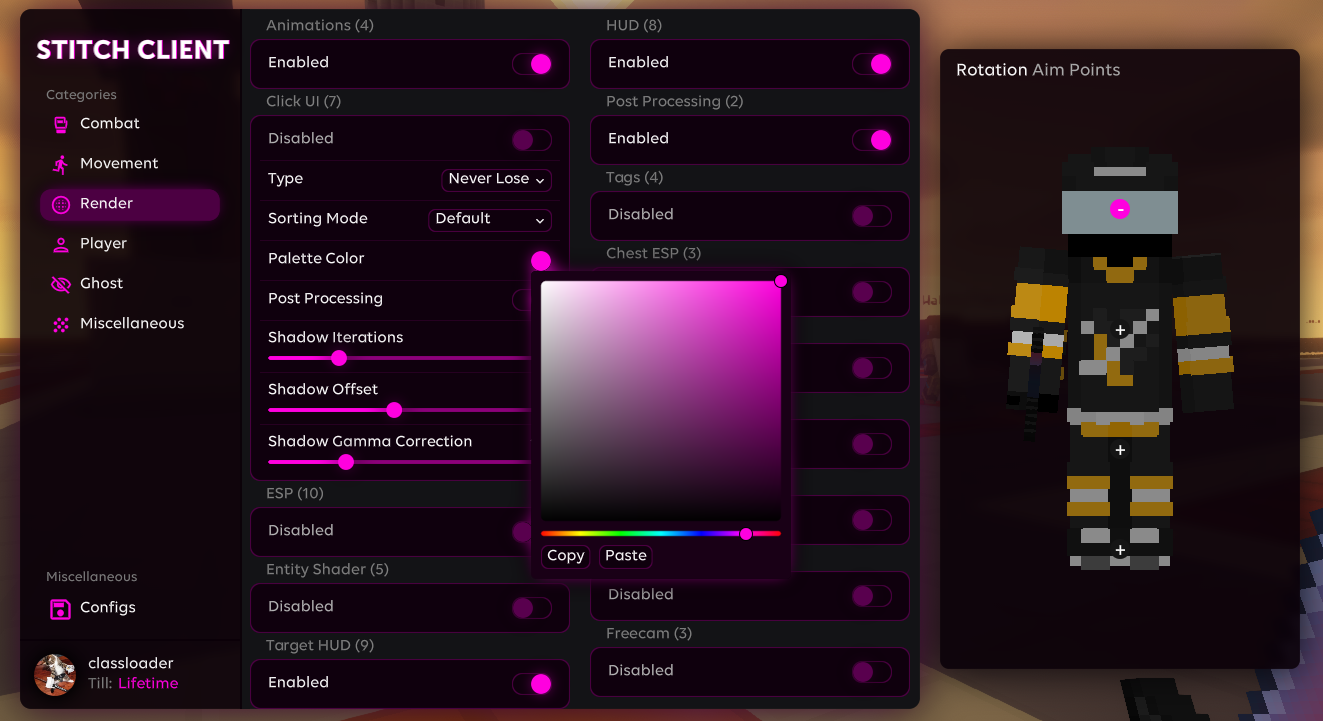 STITCH CLIENT
Categories
Combat
Movement
Render
Player
Ghost
Miscellaneous
Miscellaneous
Configs
classloader
Till: Lifetime
Animations (4)
Enabled
Click UI (7)
Disabled
Type
Never Lose
Sorting Mode
Default
Palette Color
Post Processing
Shadow Iterations
Shadow Offset
Shadow Gamma Correction
ESP (10)
Disabled
Entity Shader (5)
Disabled
Target HUD (9)
Enabled
Copy
Paste
HUD (8)
Enabled
Post Processing (2)
Enabled
Tags (4)
Disabled
Chest ESP (3)
Disabled
Freecam (3)
Disabled
Rotation Aim Points
-
+
+
+